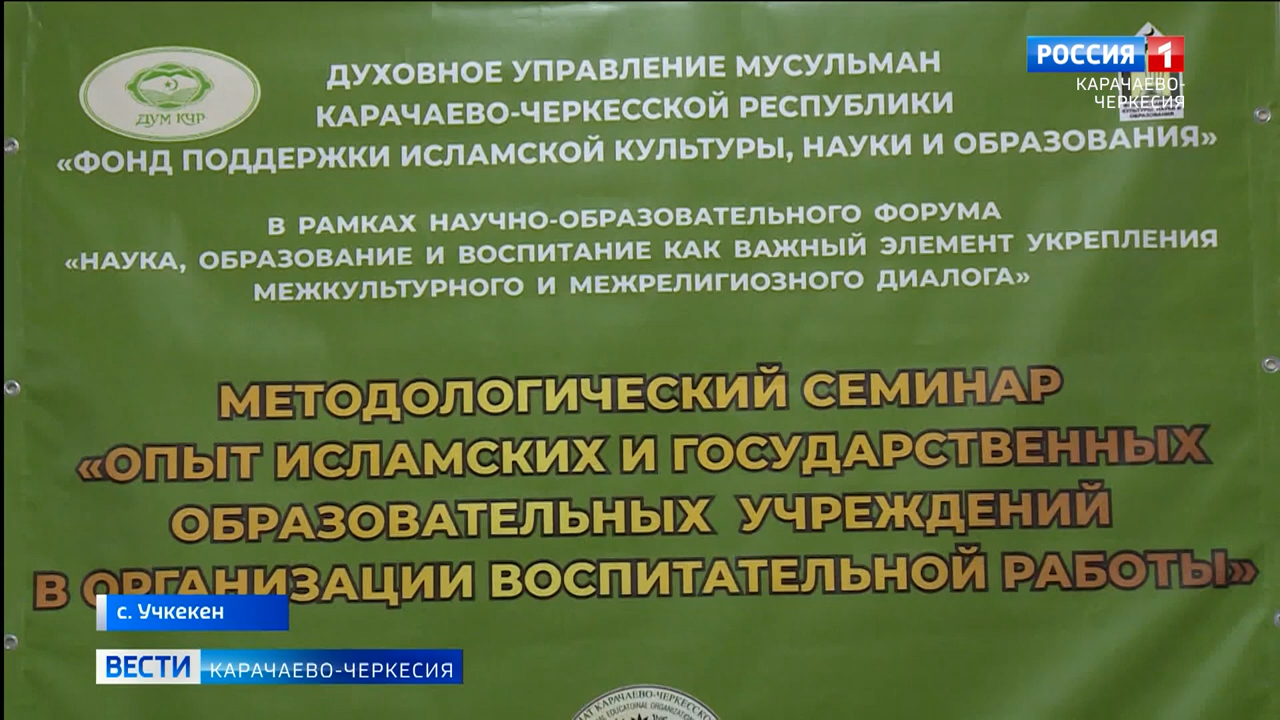 ДУХОВНОЕ УПРАВЛЕНИЕ МУСУЛЬМАН
КАРАЧАЕВО-ЧЕРКЕССКОЙ РЕСПУБЛИКИ
«ФОНД ПОДДЕРЖКИ ИСЛАМСКОЙ КУЛЬТУРЫ, НАУКИ И ОБРАЗОВАНИЯ»
ДУМ КЧР
РОССИЯ 1
КАРАЧАЕВО-
ЧЕРКЕСИЯ
В РАМКАХ НАУЧНО-ОБРАЗОВАТЕЛЬНОГО ФОРУМА
«НАУКА, ОБРАЗОВАНИЕ И ВОСПИТАНИЕ КАК ВАЖНЫЙ ЭЛЕМЕНТ УКРЕПЛЕНИЯ
МЕЖКУЛЬТУРНОГО И МЕЖРЕЛИГИОЗНОГО ДИАЛОГА»
МЕТОДОЛОГИЧЕСКИЙ СЕМИНАР
«ОПЫТ ИСЛАМСКИХ И ГОСУДАРСТВЕННЫХ
ОБРАЗОВАТЕЛЬНЫХ УЧРЕЖДЕНИЙ
В ОРГАНИЗАЦИИ ВОСПИТАТЕЛЬНОЙ РАБОТЫ»
с. Учкекен
ВЕСТИ КАРАЧАЕВО-ЧЕРКЕСИЯ